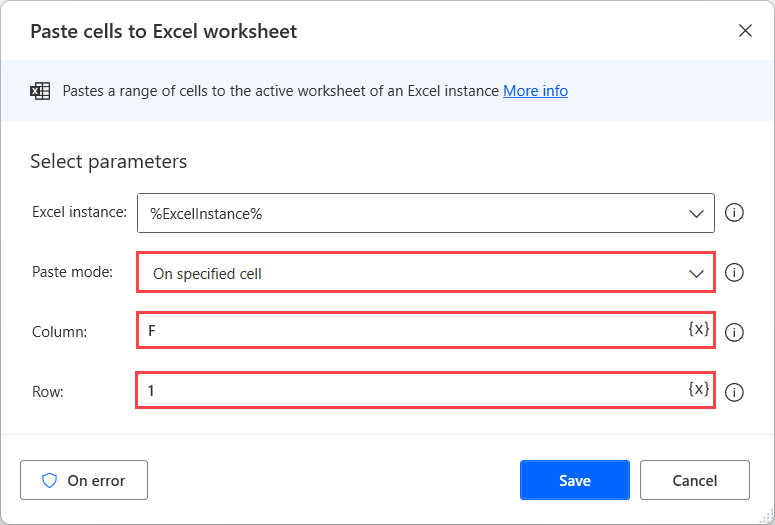 Paste cells to Excel worksheet
Pastes a range of cells to the active worksheet of an Excel instance More info
Select parameters
Excel instance: %ExcelInstance%
Paste mode: On specified cell
Column: F {x}
Row: 1 {x}
On error Save Cancel